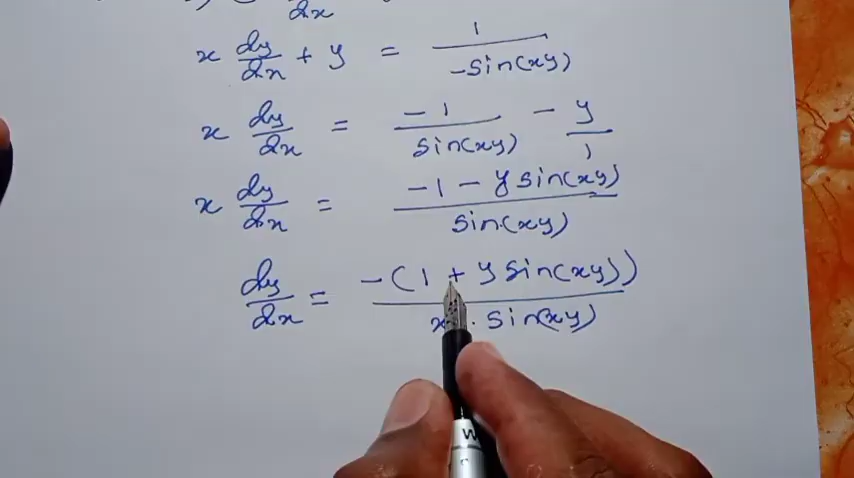 dx
x dy/dx + y = 1/-sin(xy)
x dy/dx = -1/sin(xy) - y/1
x dy/dx = -1 - y sin(xy)/sin(xy)
dy/dx = -(1 + y sin(xy))/x . sin(xy)
W